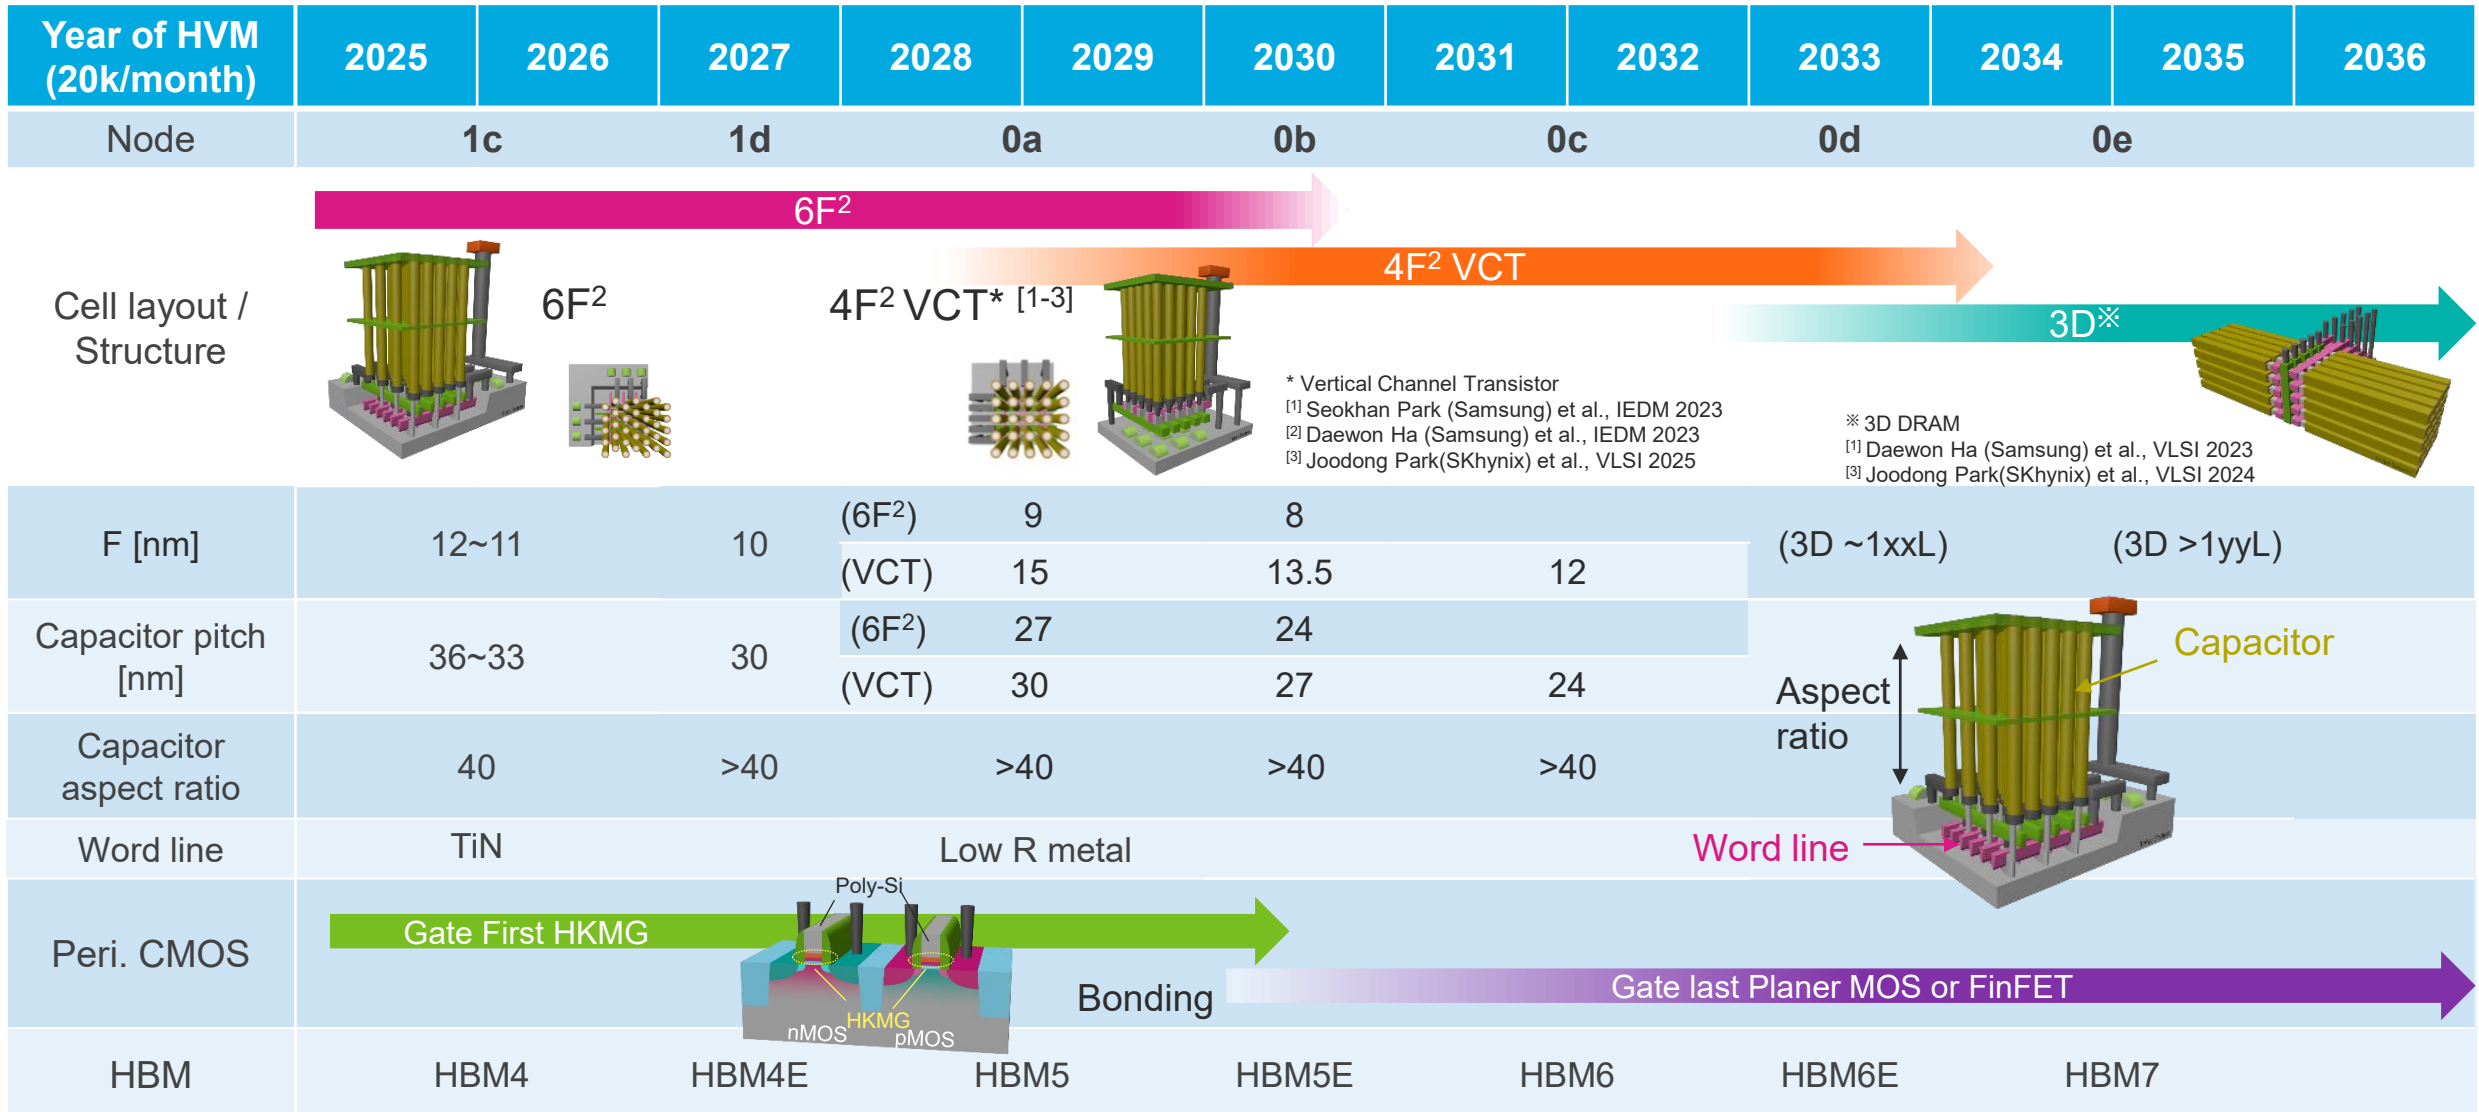 Year of HVM
(20k/month)
2025 2026 2027 2028 2029 2030 2031 2032 2033 2034 2035 2036
Node 1c 1d 0a 0b 0c 0d 0e
6F²
4F² VCT
3D※
Cell layout /
Structure
6F²
4F² VCT* [1-3]
* Vertical Channel Transistor
[1] Seokhan Park (Samsung) et al., IEDM 2023
[2] Daewon Ha (Samsung) et al., IEDM 2023
[3] Joodong Park(SKhynix) et al., VLSI 2025
※ 3D DRAM
[1] Daewon Ha (Samsung) et al., VLSI 2023
[3] Joodong Park(SKhynix) et al., VLSI 2024
F [nm] 12~11 10
(6F²) 9 8
(VCT) 15 13.5 12
(3D ~1xxL) (3D >1yyL)
Capacitor pitch
[nm]
36~33 30
(6F²) 27 24
(VCT) 30 27 24
Capacitor
Aspect
ratio
Capacitor
aspect ratio
40 >40 >40 >40 >40
Word line TiN Low R metal
Word line
Peri. CMOS
Gate First HKMG
Poly-Si
HKMG
nMOS pMOS
Bonding
Gate last Planer MOS or FinFET
HBM HBM4 HBM4E HBM5 HBM5E HBM6 HBM6E HBM7